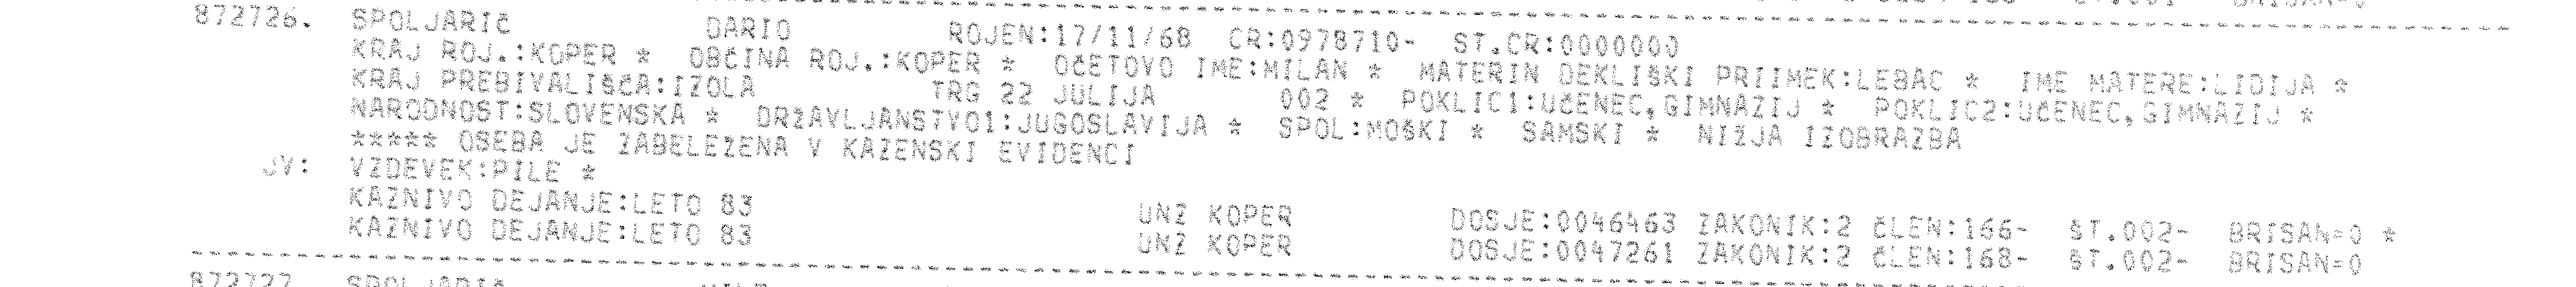 872726. SPOLJARIČ DARIO ROJEN:17/11/68 CR:0978710- ST.CR:0000000
KRAJ ROJ.:KOPER * OBČINA ROJ.:KOPER * OČETOVO IME:MILAN * MATERIN DEKLIŠKI PRIIMEK:LEBAC * IME MATERE:LIDIJA *
KRAJ PREBIVALIŠČA:IZOLA TRG 22 JULIJA 002 * POKLIC1:UČENEC,GIMNAZIJ * POKLIC2:UČENEC,GIMNAZIJ *
NARODNOST:SLOVENSKA * DRŽAVLJANSTVO1:JUGOSLAVIJA * SPOL:MOŠKI * SAMSKI * NIŽJA IZOBRAZBA
***** OSEBA JE ZABELEŽENA V KAZENSKI EVIDENCI
JV: VZDEVEK:PILE *
KAZNIVO DEJANJE:LETO 83 UNZ KOPER DOSJE:0046463 ZAKONIK:2 ČLEN:166- ŠT.002- BRISAN=0 *
KAZNIVO DEJANJE:LETO 83 UNZ KOPER DOSJE:0047261 ZAKONIK:2 ČLEN:168- ŠT.002- BRISAN=0
872727